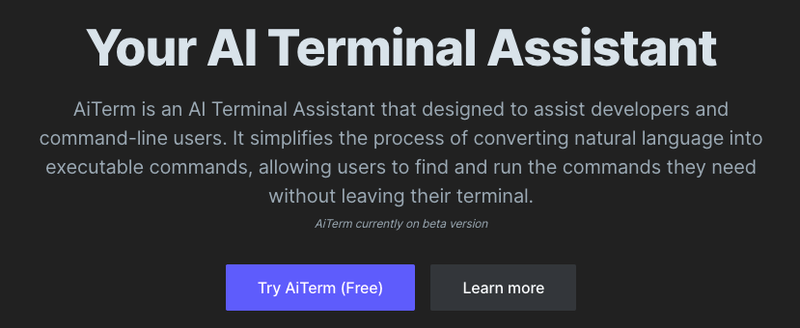 Your AI Terminal Assistant
AiTerm is an AI Terminal Assistant that designed to assist developers and
command-line users. It simplifies the process of converting natural language into
executable commands, allowing users to find and run the commands they need
without leaving their terminal.
AiTerm currently on beta version
Try AiTerm (Free)
Learn more